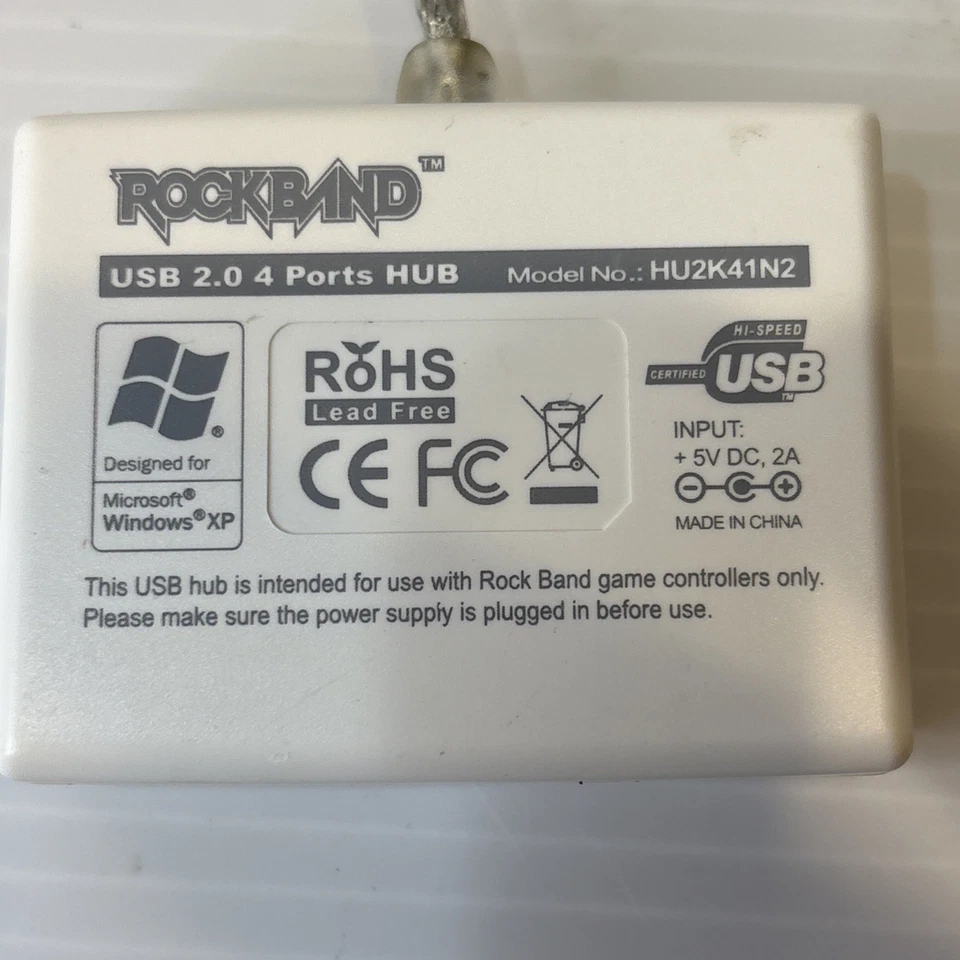 ROCKBAND™
USB 2.0 4 Ports HUB Model No.: HU2K41N2
®
Designed for
Microsoft®
Windows® XP
ROHS
Lead Free
CE FC
HI-SPEED
CERTIFIED USB™
INPUT:
+ 5V DC, 2A
MADE IN CHINA
This USB hub is intended for use with Rock Band game controllers only.
Please make sure the power supply is plugged in before use.